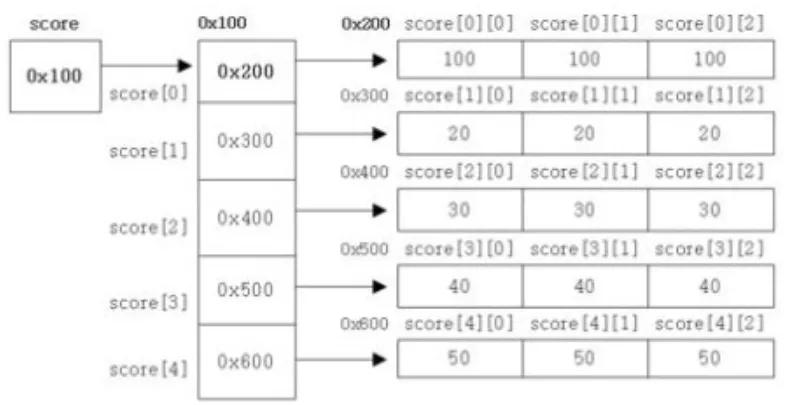 score 0x100 0x200 score[0][0] score[0][1] score[0][2]
0x100 0x200 100 100 100
score[0] 0x300 score[1][0] score[1][1] score[1][2]
score[1] 0x300 20 20 20
0x400 score[2][0] score[2][1] score[2][2]
score[2] 0x400 30 30 30
0x500 score[3][0] score[3][1] score[3][2]
score[3] 0x500 40 40 40
0x600 score[4][0] score[4][1] score[4][2]
score[4] 0x600 50 50 50